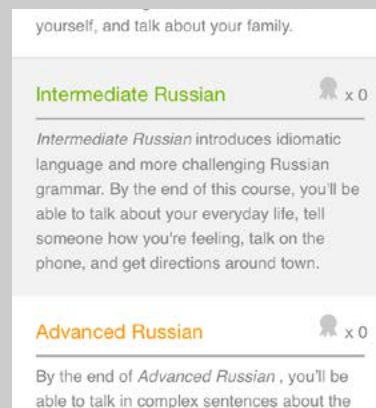 yourself, and talk about your family.
Intermediate Russian x 0
Intermediate Russian introduces idiomatic
language and more challenging Russian
grammar. By the end of this course, you'll be
able to talk about your everyday life, tell
someone how you're feeling, talk on the
phone, and get directions around town.
Advanced Russian x 0
By the end of Advanced Russian , you'll be
able to talk in complex sentences about the